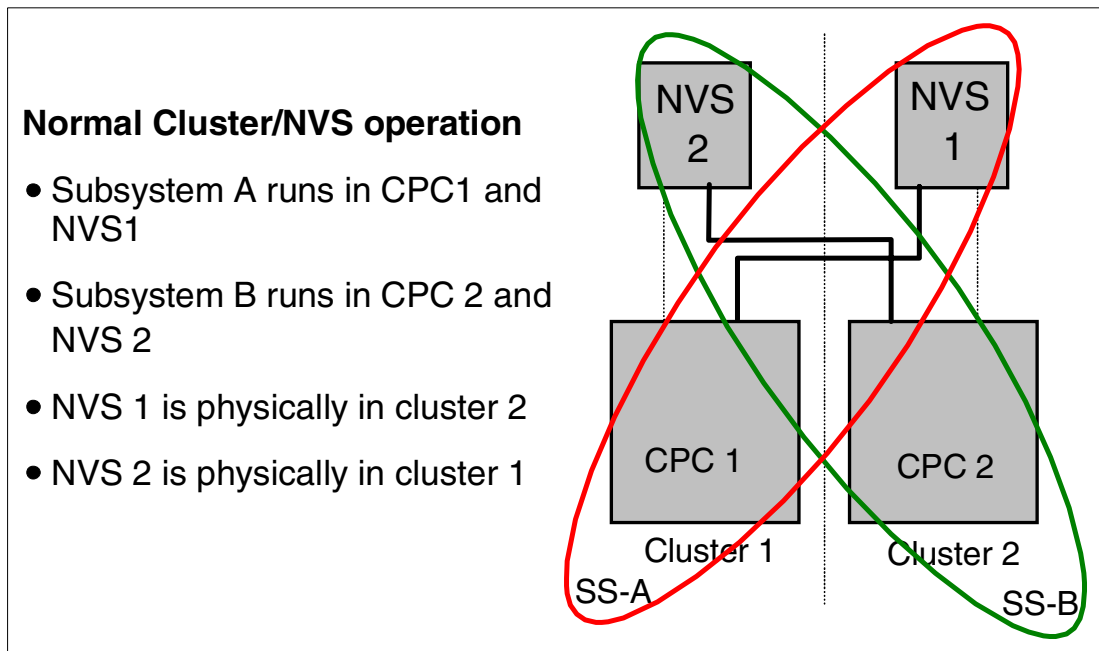 Normal Cluster/NVS operation
• Subsystem A runs in CPC1 and
NVS1
• Subsystem B runs in CPC 2 and
NVS 2
• NVS 1 is physically in cluster 2
• NVS 2 is physically in cluster 1
NVS
2
NVS
1
CPC 1
CPC 2
Cluster 1
Cluster 2
SS-A
SS-B